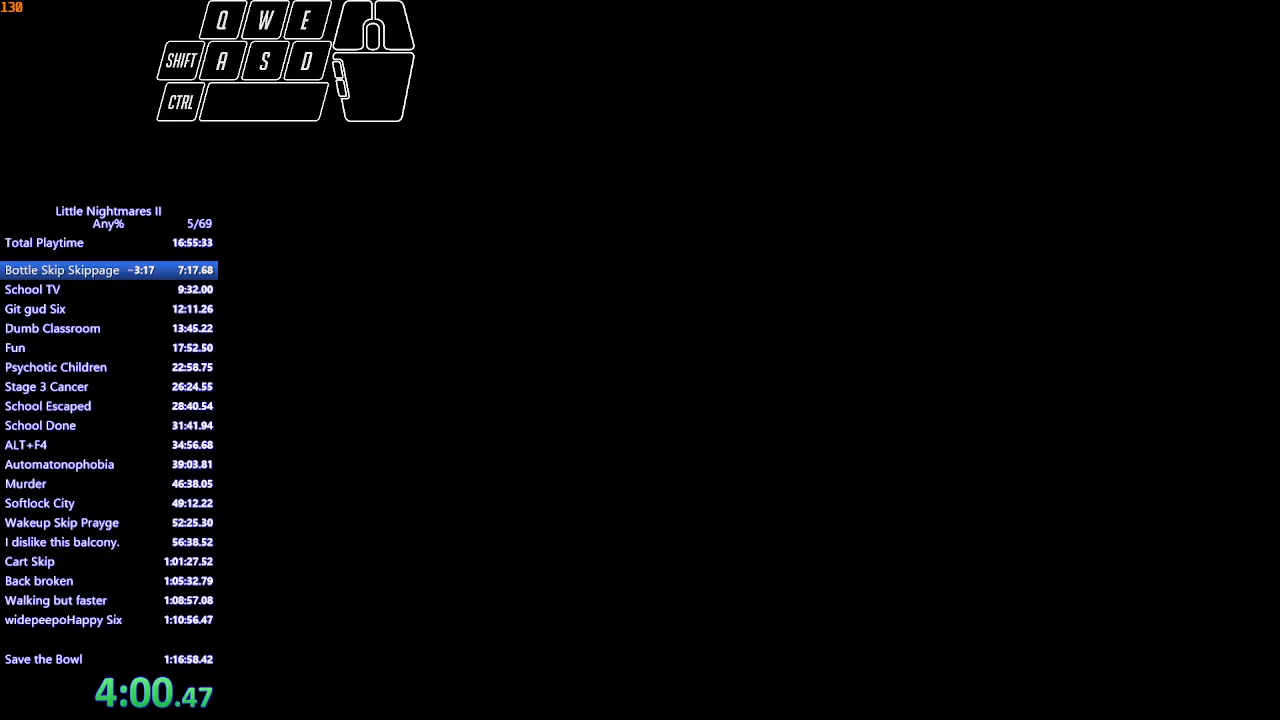 130
Q W E
SHIFT A S D
CTRL
Little Nightmares II
Any% 5/69
Total Playtime 16:55:33
Bottle Skip Skippage −3:17 7:17.68
School TV 9:32.00
Git gud Six 12:11.26
Dumb Classroom 13:45.22
Fun 17:52.50
Psychotic Children 22:58.75
Stage 3 Cancer 26:24.55
School Escaped 28:40.54
School Done 31:41.94
ALT+F4 34:56.68
Automatonophobia 39:03.81
Murder 46:38.05
Softlock City 49:12.22
Wakeup Skip Prayge 52:25.30
I dislike this balcony. 56:38.52
Cart Skip 1:01:27.52
Back broken 1:05:32.79
Walking but faster 1:08:57.08
widepeepoHappy Six 1:10:56.47
Save the Bowl 1:16:58.42
4:00.47